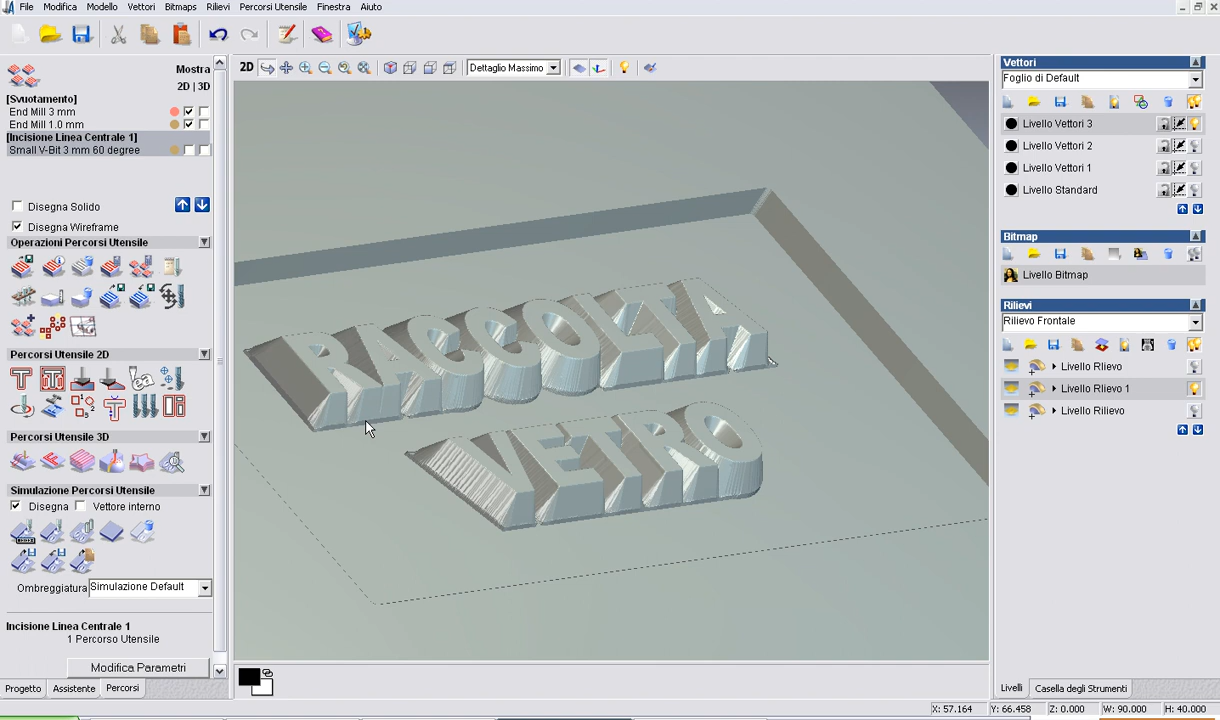 File Modifica Modello Vettori Bitmaps Rilievi Percorsi Utensile Finestra Aiuto
2D Dettaglio Massimo
Mostra
2D | 3D
[Svuotamento]
End Mill 3 mm
End Mill 1.0 mm
[Incisione Linea Centrale 1]
Small V-Bit 3 mm 60 degree
Disegna Solido
Disegna Wireframe
Operazioni Percorsi Utensile
Percorsi Utensile 2D
Percorsi Utensile 3D
Simulazione Percorsi Utensile
Disegna Vettore interno
Ombreggiatura Simulazione Default
Incisione Linea Centrale 1
1 Percorso Utensile
Modifica Parametri
Progetto Assistente Percorsi
RACCOLTA
VETRO
Vettori
Foglio di Default
Livello Vettori 3
Livello Vettori 2
Livello Vettori 1
Livello Standard
Bitmap
Livello Bitmap
Rilievi
Rilievo Frontale
Livello Rlievo
Livello Rlievo 1
Livello Rilievo
Livelli Casella degli Strumenti
X: 57.164 Y: 66.458 Z: 0.000 W: 90.000 H: 40.000